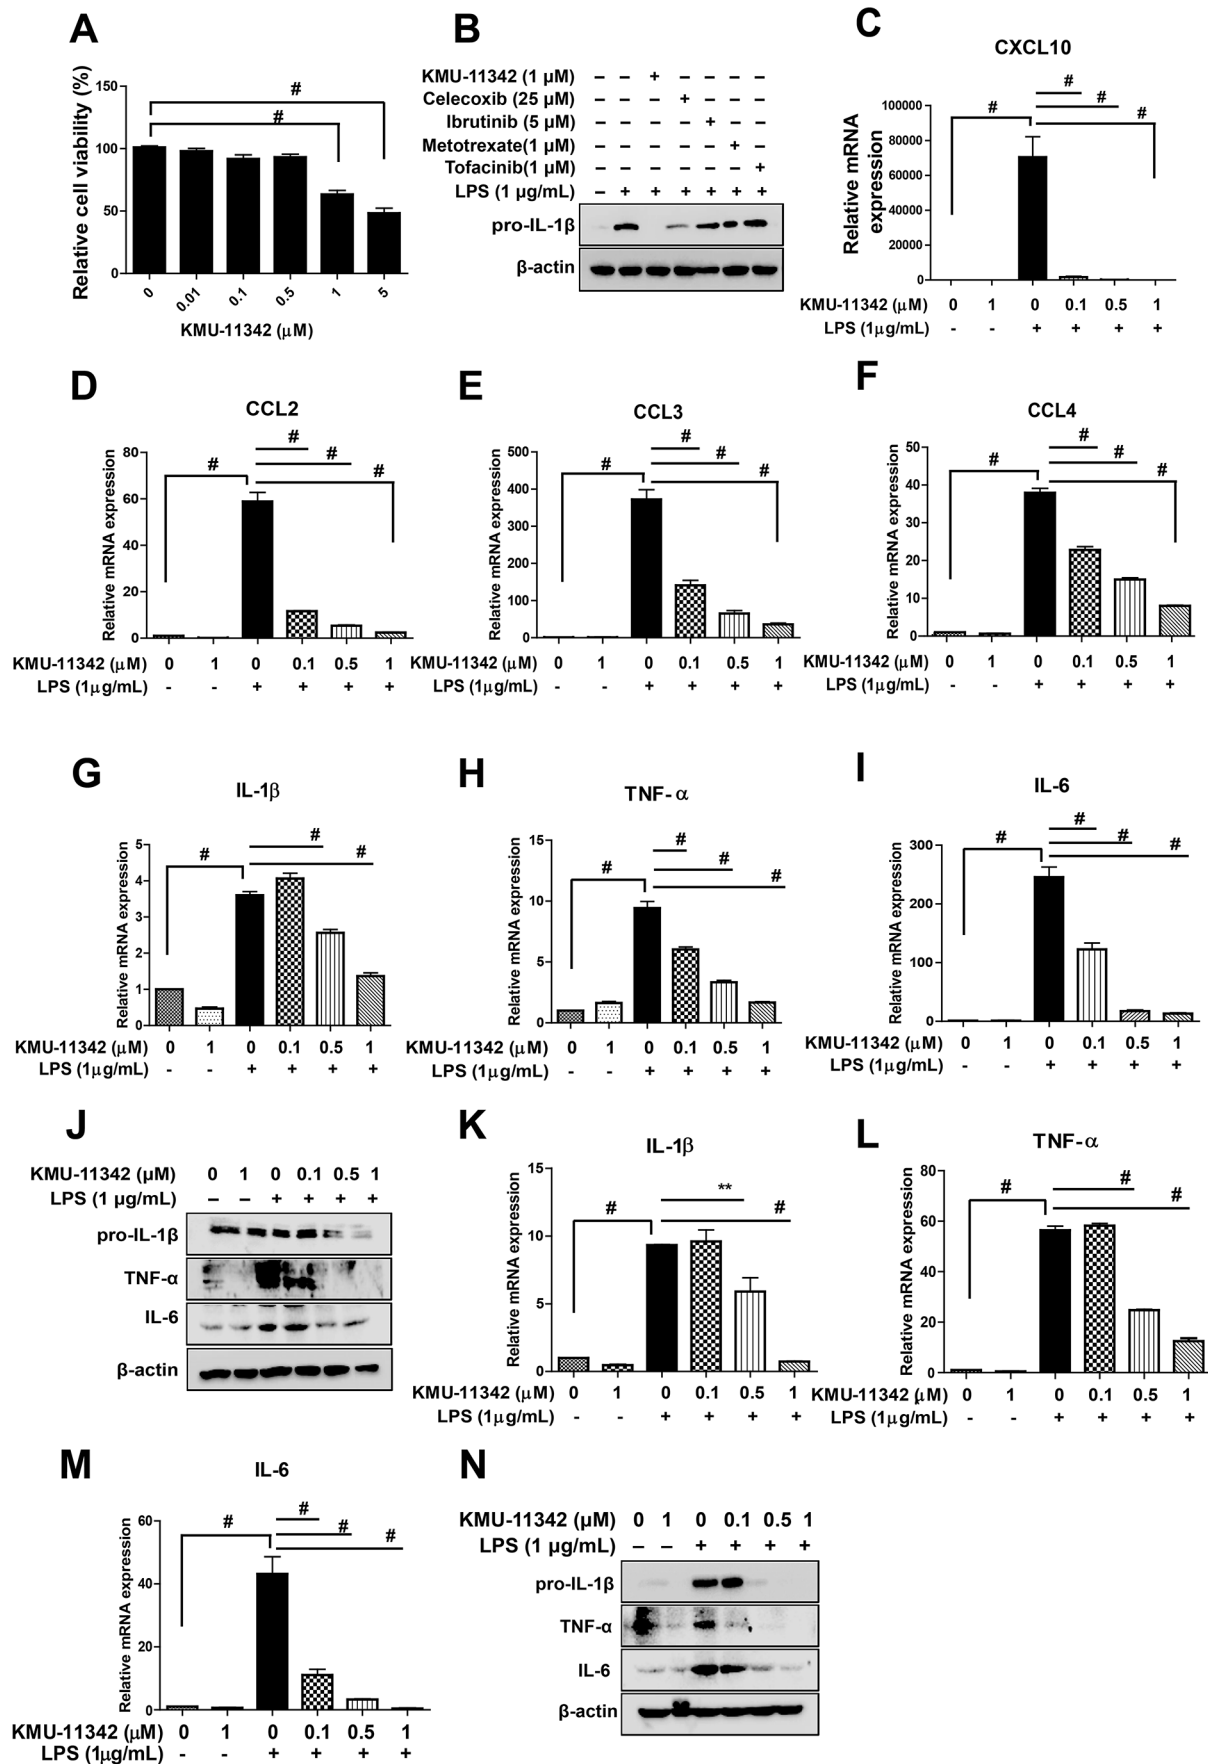 A
Relative cell viability (%)
150
100
50
0
#
#
0 0.01 0.1 0.5 1 5
KMU-11342 (μM)
B
KMU-11342 (1 μM) – – + – – – –
Celecoxib (25 μM) – – – + – – –
Ibrutinib (5 μM) – – – – + – –
Metotrexate(1 μM) – – – – – + –
Tofacinib(1 μM) – – – – – – +
LPS (1 μg/mL) – + + + + + +
pro-IL-1β
β-actin
C
CXCL10
Relative mRNA
expression
100000
80000
60000
40000
20000
0
# # # #
KMU-11342 (μM) 0 1 0 0.1 0.5 1
LPS (1μg/mL) - - + + + +
D
CCL2
Relative mRNA expression
80
60
40
20
0
# # # #
KMU-11342 (μM) 0 1 0 0.1 0.5 1
LPS (1μg/mL) - - + + + +
E
CCL3
Relative mRNA expression
500
400
300
200
100
0
# # # #
KMU-11342 (μM) 0 1 0 0.1 0.5 1
LPS (1μg/mL) - - + + + +
F
CCL4
Relative mRNA expression
50
40
30
20
10
0
# # # #
KMU-11342 (μM) 0 1 0 0.1 0.5 1
LPS (1μg/mL) - - + + + +
G
IL-1β
Relative mRNA expression
5
4
3
2
1
0
# # #
KMU-11342 (μM) 0 1 0 0.1 0.5 1
LPS (1μg/mL) - - + + + +
H
TNF- α
Relative mRNA expression
15
10
5
0
# # # #
KMU-11342 (μM) 0 1 0 0.1 0.5 1
LPS (1μg/mL) - - + + + +
I
IL-6
Relative mRNA expression
300
200
100
0
# # # #
KMU-11342 (μM) 0 1 0 0.1 0.5 1
LPS (1μg/mL) - - + + + +
J
KMU-11342 (μM) 0 1 0 0.1 0.5 1
LPS (1 μg/mL) – – + + + +
pro-IL-1β
TNF-α
IL-6
β-actin
K
IL-1β
Relative mRNA expression
15
10
5
0
# ** #
KMU-11342 (μM) 0 1 0 0.1 0.5 1
LPS (1μg/mL) - - + + + +
L
TNF- α
Relative mRNA expression
80
60
40
20
0
# # #
KMU-11342 (μM) 0 1 0 0.1 0.5 1
LPS (1μg/mL) - - + + + +
M
IL-6
Relative mRNA expression
60
40
20
0
# # # #
KMU-11342 (μM) 0 1 0 0.1 0.5 1
LPS (1μg/mL) - - + + + +
N
KMU-11342 (μM) 0 1 0 0.1 0.5 1
LPS (1 μg/mL) – – + + + +
pro-IL-1β
TNF-α
IL-6
β-actin